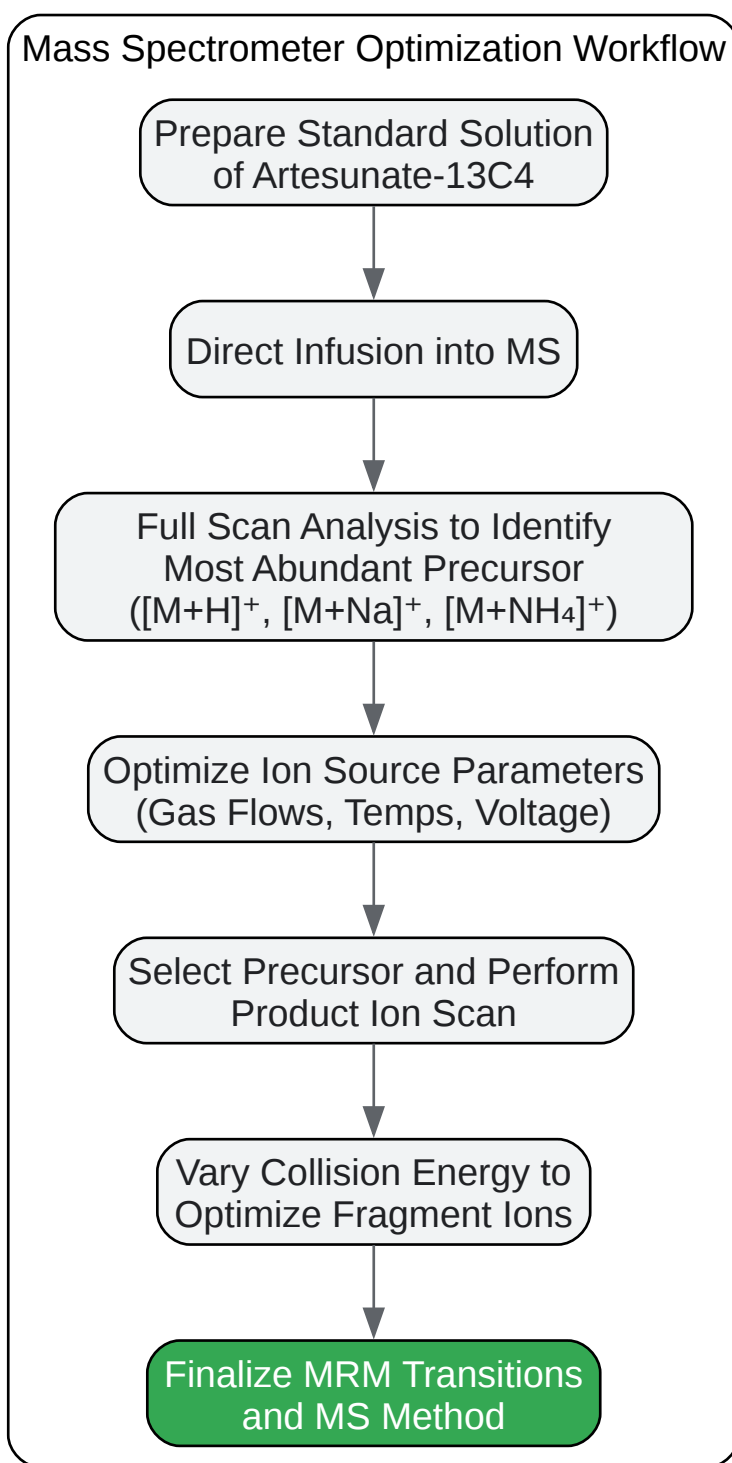 Mass Spectrometer Optimization Workflow
Prepare Standard Solution
of Artesunate-13C4
Direct Infusion into MS
Full Scan Analysis to Identify
Most Abundant Precursor
([M+H]⁺, [M+Na]⁺, [M+NH₄]⁺)
Optimize Ion Source Parameters
(Gas Flows, Temps, Voltage)
Select Precursor and Perform
Product Ion Scan
Vary Collision Energy to
Optimize Fragment Ions
Finalize MRM Transitions
and MS Method